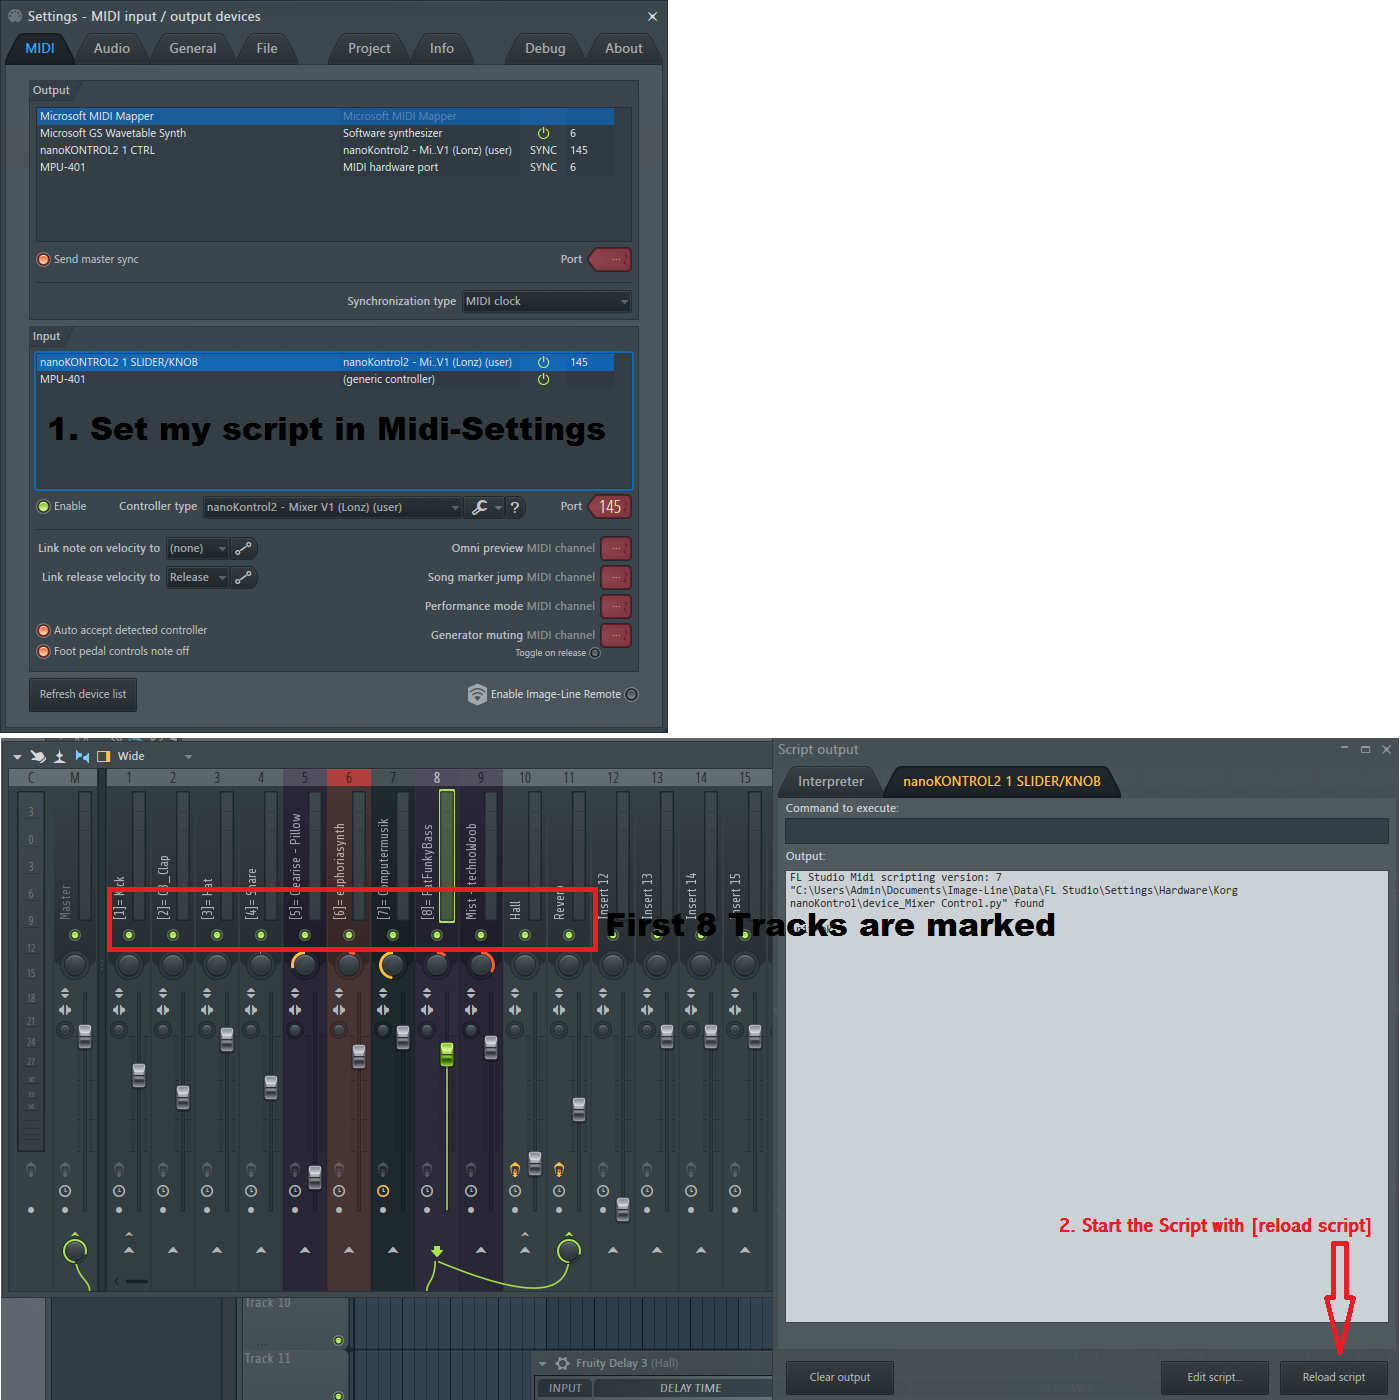 Settings - MIDI input / output devices
MIDI Audio General File Project Info Debug About
Output
Microsoft MIDI Mapper Microsoft MIDI Mapper
Microsoft GS Wavetable Synth Software synthesizer 6
nanoKONTROL2 1 CTRL nanoKontrol2 - Mi..V1 (Lonz) (user) SYNC 145
MPU-401 MIDI hardware port SYNC 6
Send master sync Port ---
Synchronization type MIDI clock
Input
nanoKONTROL2 1 SLIDER/KNOB nanoKontrol2 - Mi..V1 (Lonz) (user) 145
MPU-401 (generic controller)
1. Set my script in Midi-Settings
Enable Controller type nanoKontrol2 - Mixer V1 (Lonz) (user) ? Port 145
Link note on velocity to (none) Omni preview MIDI channel ---
Link release velocity to Release Song marker jump MIDI channel ---
Performance mode MIDI channel ---
Auto accept detected controller Generator muting MIDI channel ---
Foot pedal controls note off Toggle on release
Refresh device list Enable Image-Line Remote
Wide
C M 1 2 3 4 5 6 7 8 9 10 11 12 13 14 15
3
0
3
6
9
12
15
18
21
24
27
30
33
36
Master
[1]= Kick
[2]= CB_Clap
[3]= Hat
[4]= Snare
[5]= Clearise - Pillow
[6]= euphoriasynth
[7]= Computermusik
[8]= FatFunkyBass
Mist - technoWoob
Hall
Reverb
Insert 12
Insert 13
Insert 14
Insert 15
First 8 Tracks are marked
Script output
Interpreter nanoKONTROL2 1 SLIDER/KNOB
Command to execute:
Output:
FL Studio Midi scripting version: 7
"C:\Users\Admin\Documents\Image-Line\Data\FL Studio\Settings\Hardware\Korg
nanoKontrol\device_Mixer Control.py" found
2. Start the Script with [reload script]
Clear output Edit script... Reload script
Track 10
...
Track 11
Fruity Delay 3 (Hall)
INPUT DELAY TIME
FEEDBACK